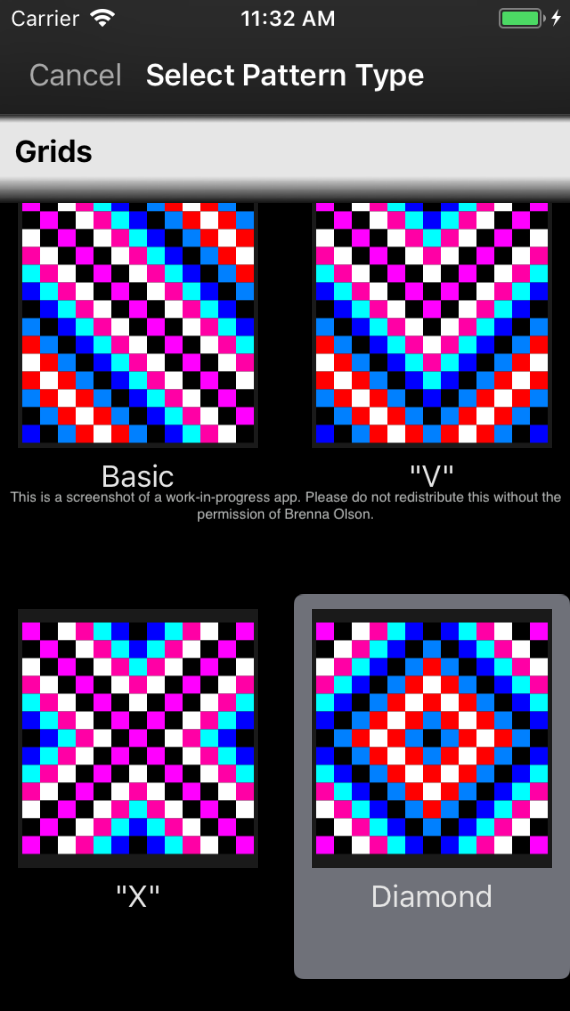 Carrier 11:32 AM
Cancel Select Pattern Type
Grids
Basic "V"
This is a screenshot of a work-in-progress app. Please do not redistribute this without the
permission of Brenna Olson.
"X" Diamond